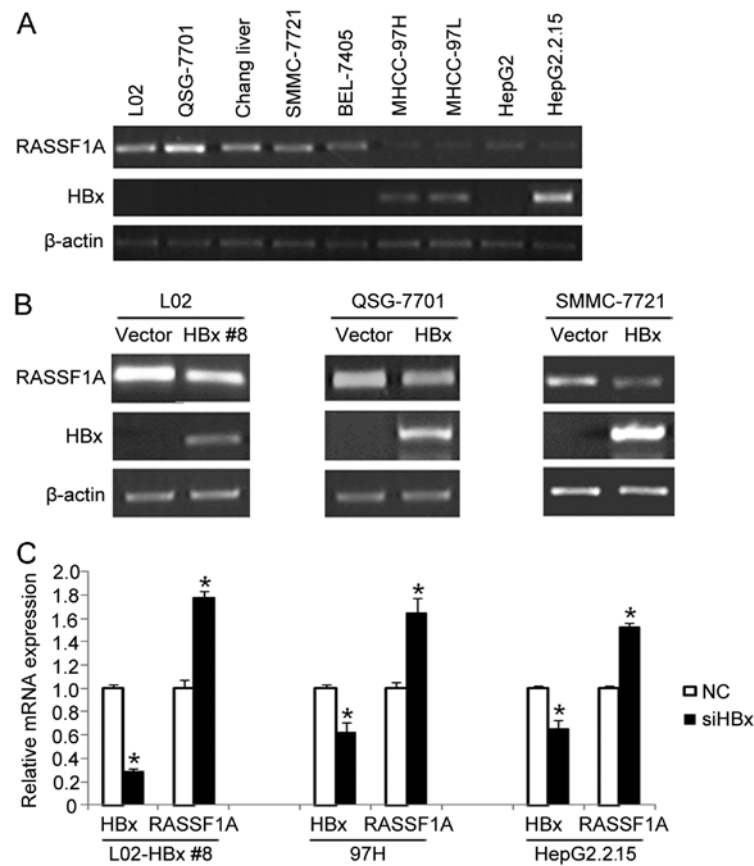 A
L02
QSG-7701
Chang liver
SMMC-7721
BEL-7405
MHCC-97H
MHCC-97L
HepG2
HepG2.2.15
RASSF1A
HBx
β-actin
B
L02
QSG-7701
SMMC-7721
Vector HBx #8
Vector HBx
Vector HBx
RASSF1A
HBx
β-actin
C
Relative mRNA expression
2.0
1.8
1.6
1.4
1.2
1.0
0.8
0.6
0.4
0.2
0
* * * * * *
NC
siHBx
HBx RASSF1A
HBx RASSF1A
HBx RASSF1A
L02-HBx #8
97H
HepG2.2.15